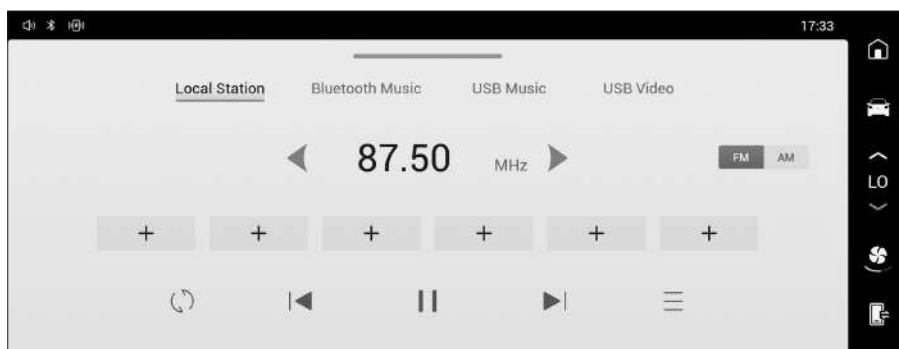 17:33
Local Station Bluetooth Music USB Music USB Video
87.50 MHz
FM AM
LO